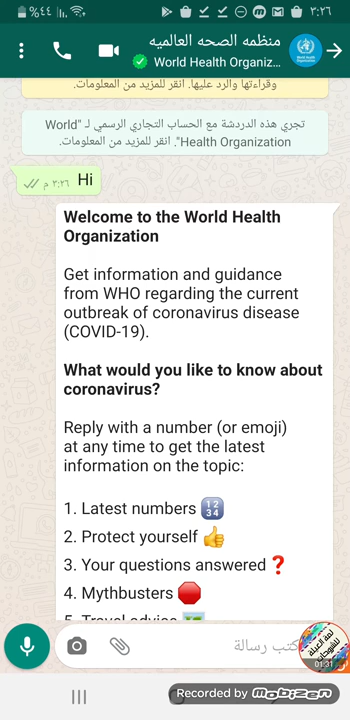 %٤٤ ٣:٢٦
منظمه الصحه العالميه
World Health Organiz...
وقراءتها والرد عليها. انقر للمزيد من المعلومات.
تجري هذه الدردشة مع الحساب التجاري الرسمي لـ "World
Health Organization". انقر للمزيد من المعلومات.
Hi ٣:٢٦ م
Welcome to the World Health
Organization
Get information and guidance
from WHO regarding the current
outbreak of coronavirus disease
(COVID-19).
What would you like to know about
coronavirus?
Reply with a number (or emoji)
at any time to get the latest
information on the topic:
1. Latest numbers 🔢
2. Protect yourself 👍
3. Your questions answered ❓
4. Mythbusters 🛑
5. Travel advice
كتب رسالة
01:31
Recorded by mobizen